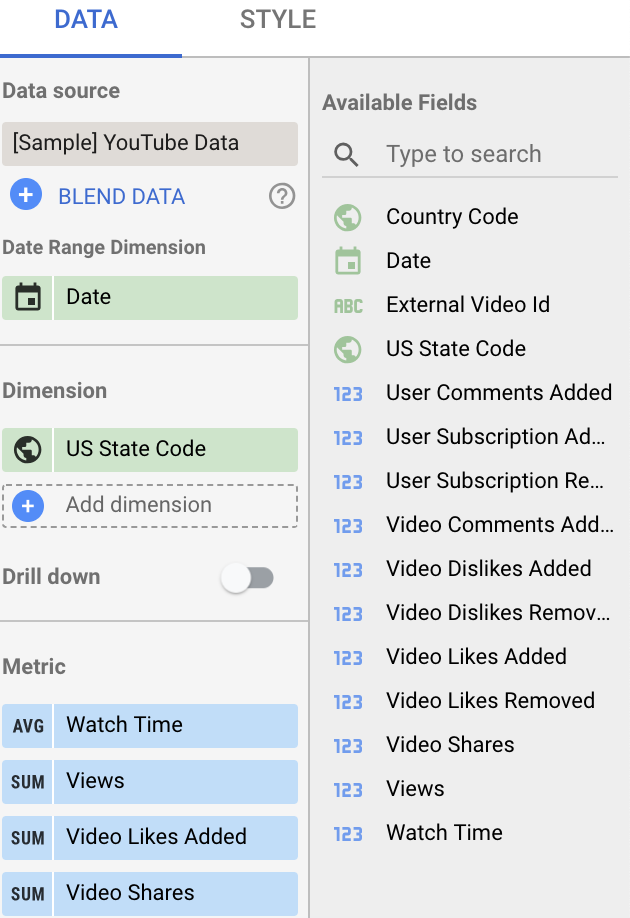 DATA
STYLE
Data source
[Sample] YouTube Data
BLEND DATA
Date Range Dimension
Date
Dimension
US State Code
Add dimension
Drill down
Metric
AVG Watch Time
SUM Views
SUM Video Likes Added
SUM Video Shares
Available Fields
Type to search
Country Code
Date
ABC External Video Id
US State Code
123 User Comments Added
123 User Subscription Ad...
123 User Subscription Re...
123 Video Comments Add...
123 Video Dislikes Added
123 Video Dislikes Remov...
123 Video Likes Added
123 Video Likes Removed
123 Video Shares
123 Views
123 Watch Time